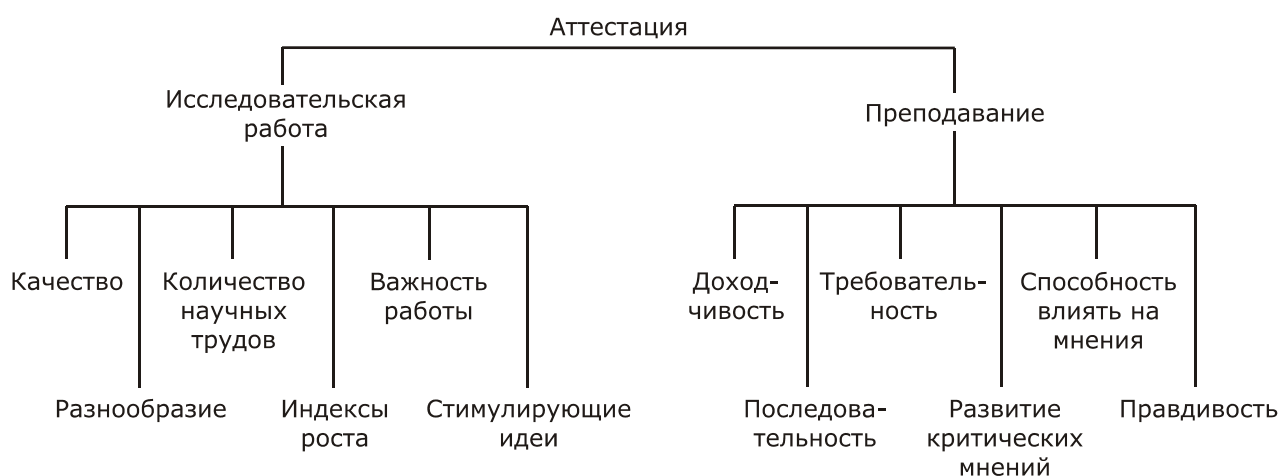 Аттестация
Исследовательская
работа
Преподавание
Качество
Количество
научных
трудов
Важность
работы
Доход-
чивость
Требователь-
ность
Способность
влиять на
мнения
Разнообразие
Индексы
роста
Стимулирующие
идеи
Последова-
тельность
Развитие
критических
мнений
Правдивость